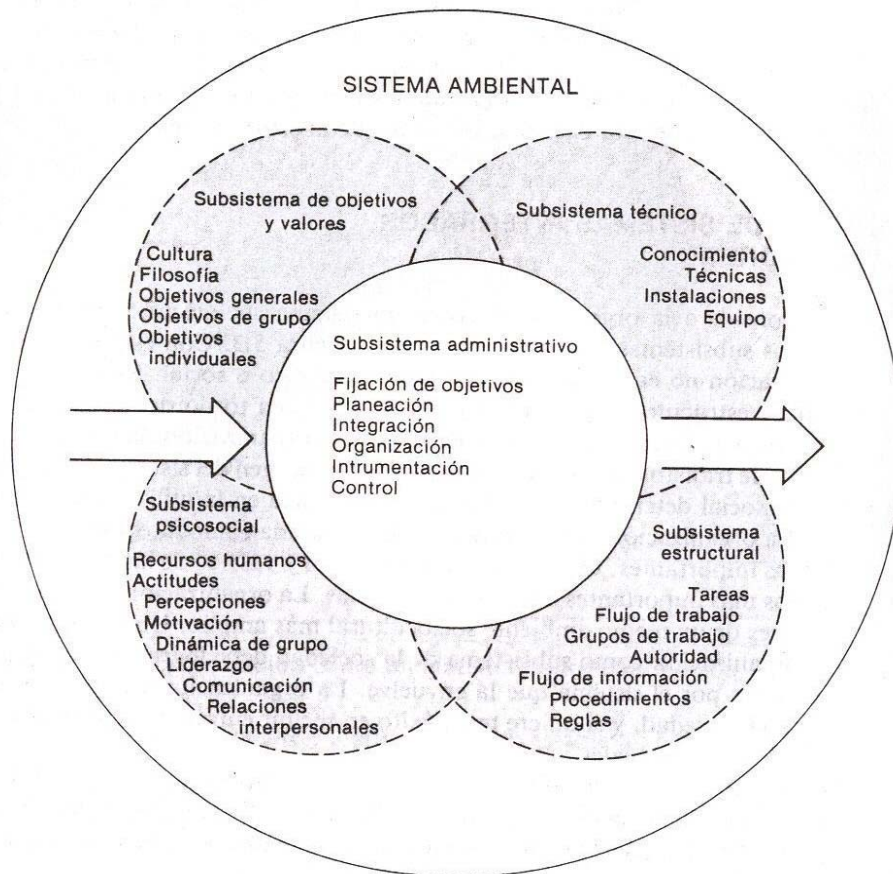 SISTEMA AMBIENTAL
Subsistema de objetivos
y valores
Cultura
Filosofía
Objetivos generales
Objetivos de grupo
Objetivos
individuales
Subsistema técnico
Conocimiento
Técnicas
Instalaciones
Equipo
Subsistema administrativo
Fijación de objetivos
Planeación
Integración
Organización
Intrumentación
Control
Subsistema
psicosocial
Recursos humanos
Actitudes
Percepciones
Motivación
Dinámica de grupo
Liderazgo
Comunicación
Relaciones
interpersonales
Subsistema
estructural
Tareas
Flujo de trabajo
Grupos de trabajo
Autoridad
Flujo de información
Procedimientos
Reglas